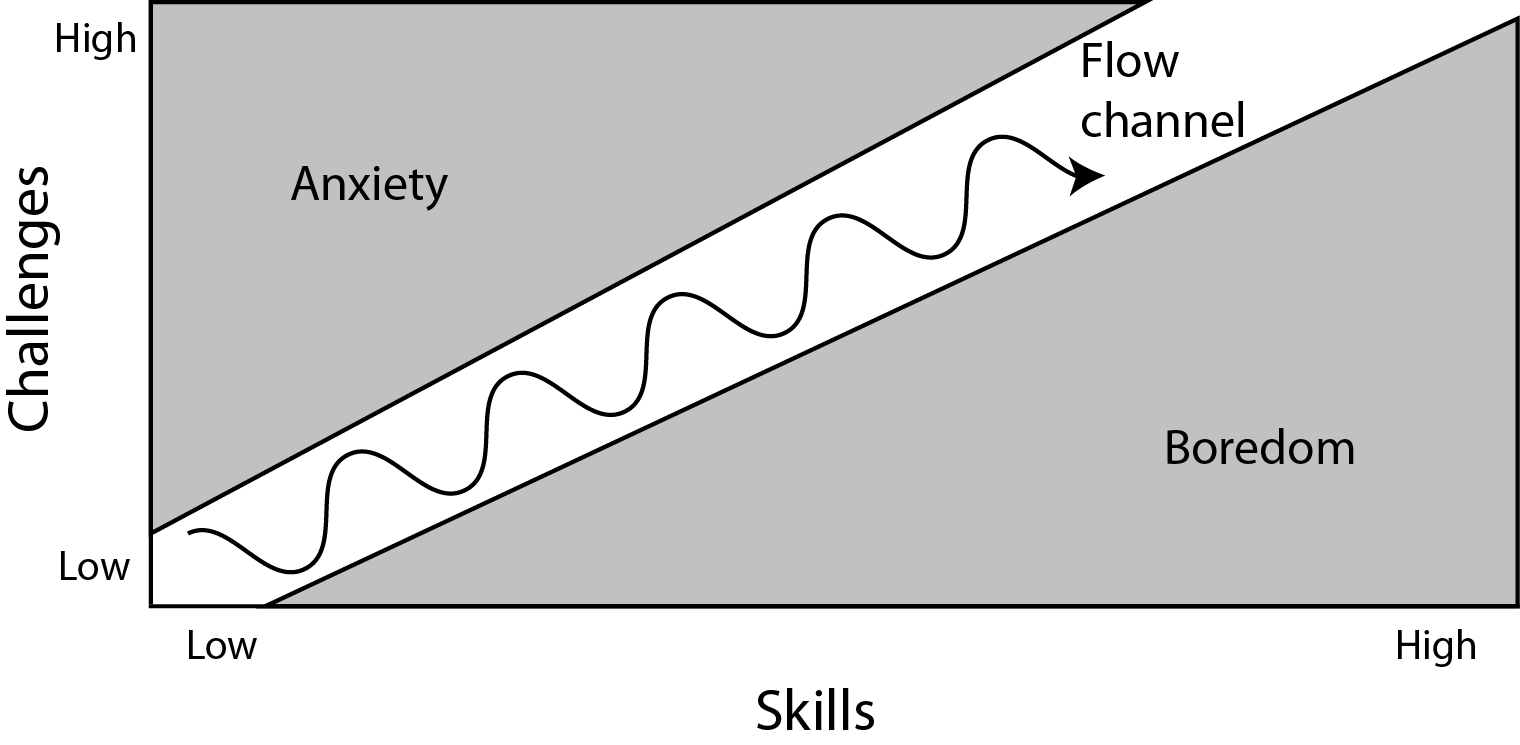 High
Flow
channel
Anxiety
Challenges
Boredom
Low
Low
High
Skills